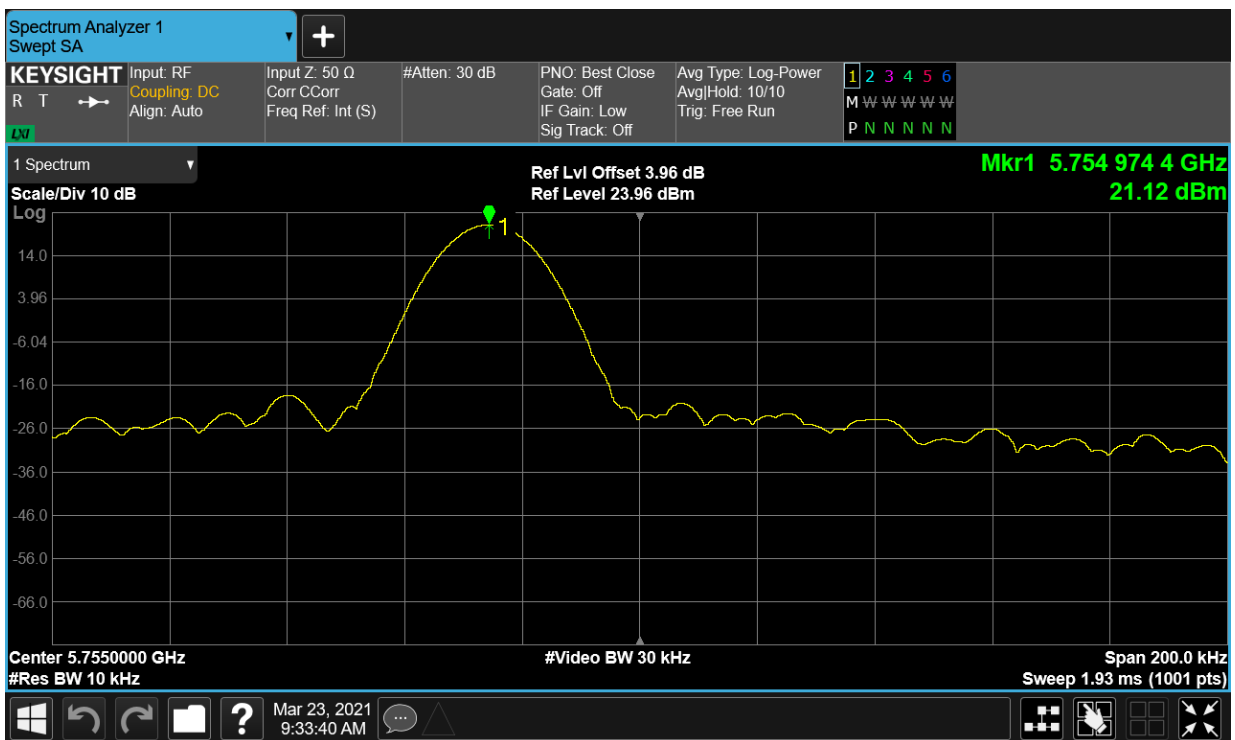 Spectrum Analyzer 1
Swept SA
KEYSIGHT
R T
LXI
Input: RF
Coupling: DC
Align: Auto
Input Z: 50 Ω
Corr CCorr
Freq Ref: Int (S)
#Atten: 30 dB
PNO: Best Close
Gate: Off
IF Gain: Low
Sig Track: Off
Avg Type: Log-Power
Avg|Hold: 10/10
Trig: Free Run
1 2 3 4 5 6
M W W W W W
P N N N N N
1 Spectrum
Scale/Div 10 dB
Log
Ref Lvl Offset 3.96 dB
Ref Level 23.96 dBm
Mkr1 5.754 974 4 GHz
21.12 dBm
1
14.0
3.96
-6.04
-16.0
-26.0
-36.0
-46.0
-56.0
-66.0
Center 5.7550000 GHz
#Res BW 10 kHz
#Video BW 30 kHz
Span 200.0 kHz
Sweep 1.93 ms (1001 pts)
?
Mar 23, 2021
9:33:40 AM